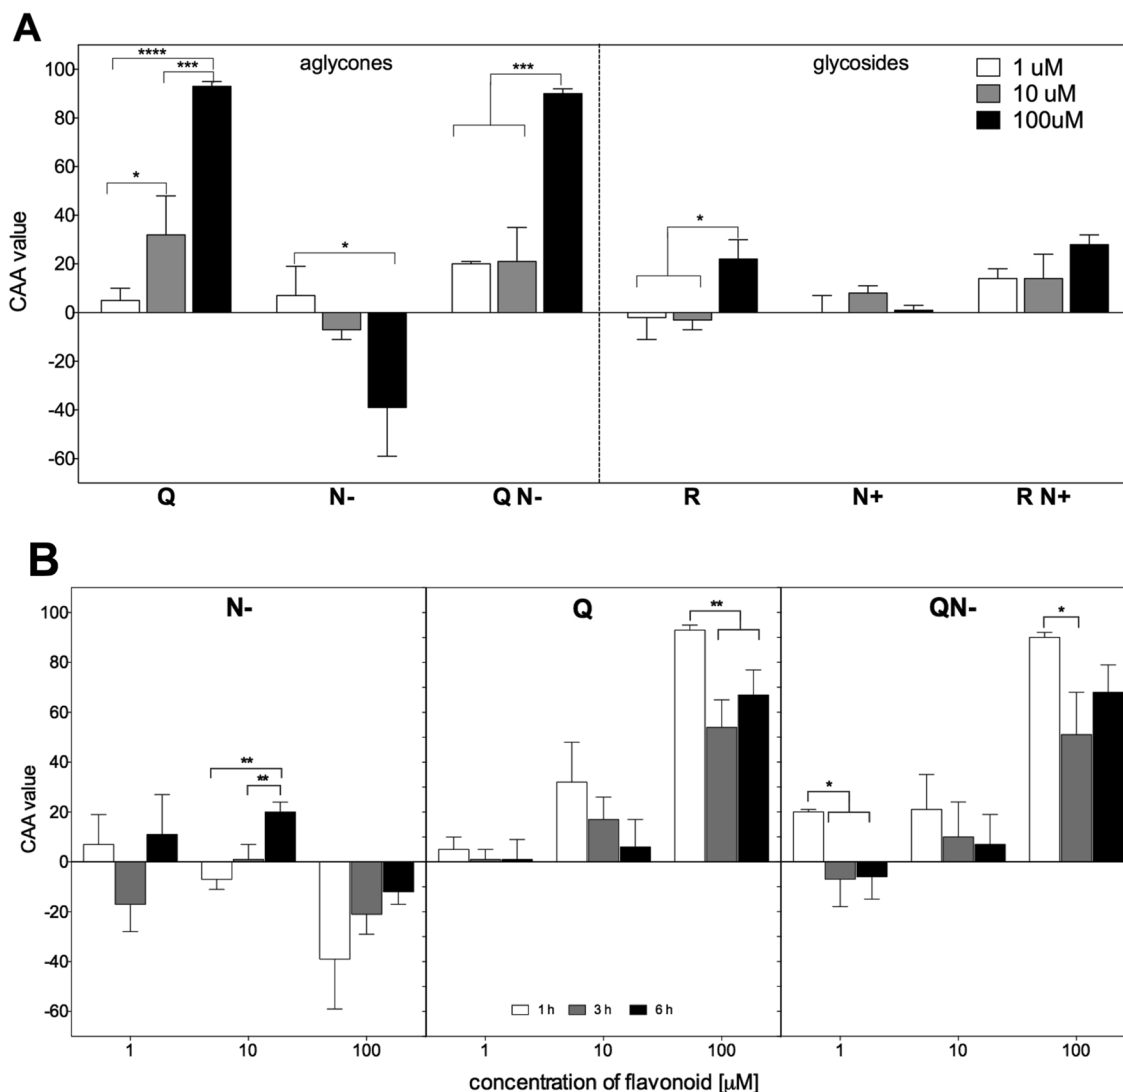 A
aglycones
glycosides
1 uM
10 uM
100uM
**** 
***
*
*
***
*
CAA value
100
80
60
40
20
0
-20
-40
-60
Q
N-
Q N-
R
N+
R N+
B
N-
Q
QN-
**
**
**
*
*
CAA value
100
80
60
40
20
0
-20
-40
-60
1 h
3 h
6 h
1
10
100
1
10
100
1
10
100
concentration of flavonoid [μM]